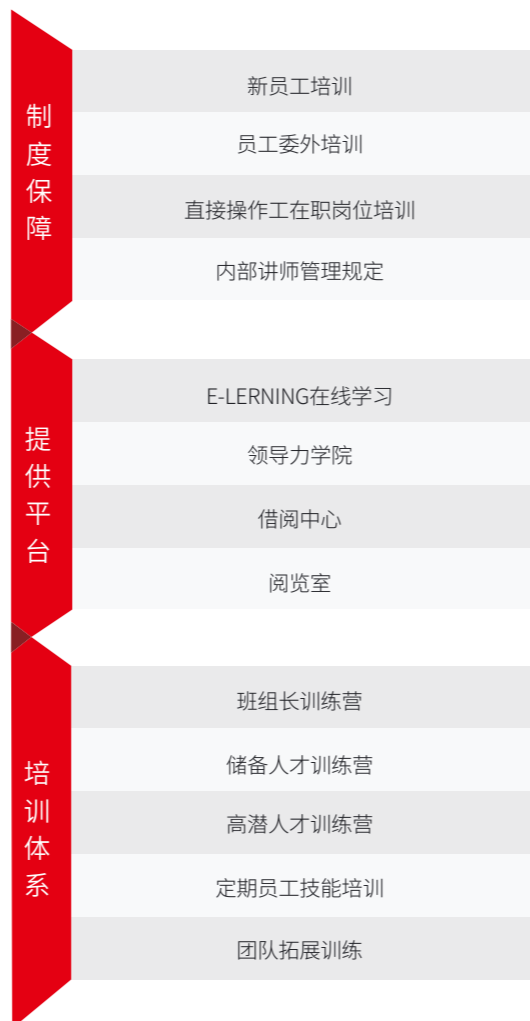 制度保障
新员工培训
员工委外培训
直接操作工在职岗位培训
内部讲师管理规定
提供平台
E-LERNING在线学习
领导力学院
借阅中心
阅览室
培训体系
班组长训练营
储备人才训练营
高潜人才训练营
定期员工技能培训
团队拓展训练